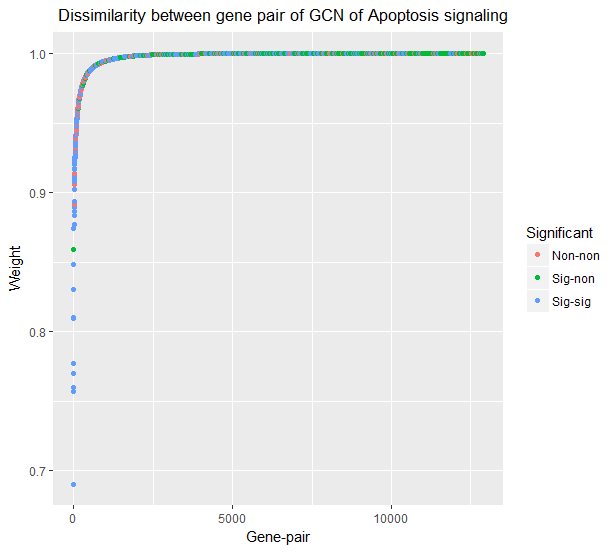 Dissimilarity between gene pair of GCN of Apoptosis signaling
1.0
0.9
0.8
0.7
Weight
0
5000
10000
Gene-pair
Significant
Non-non
Sig-non
Sig-sig